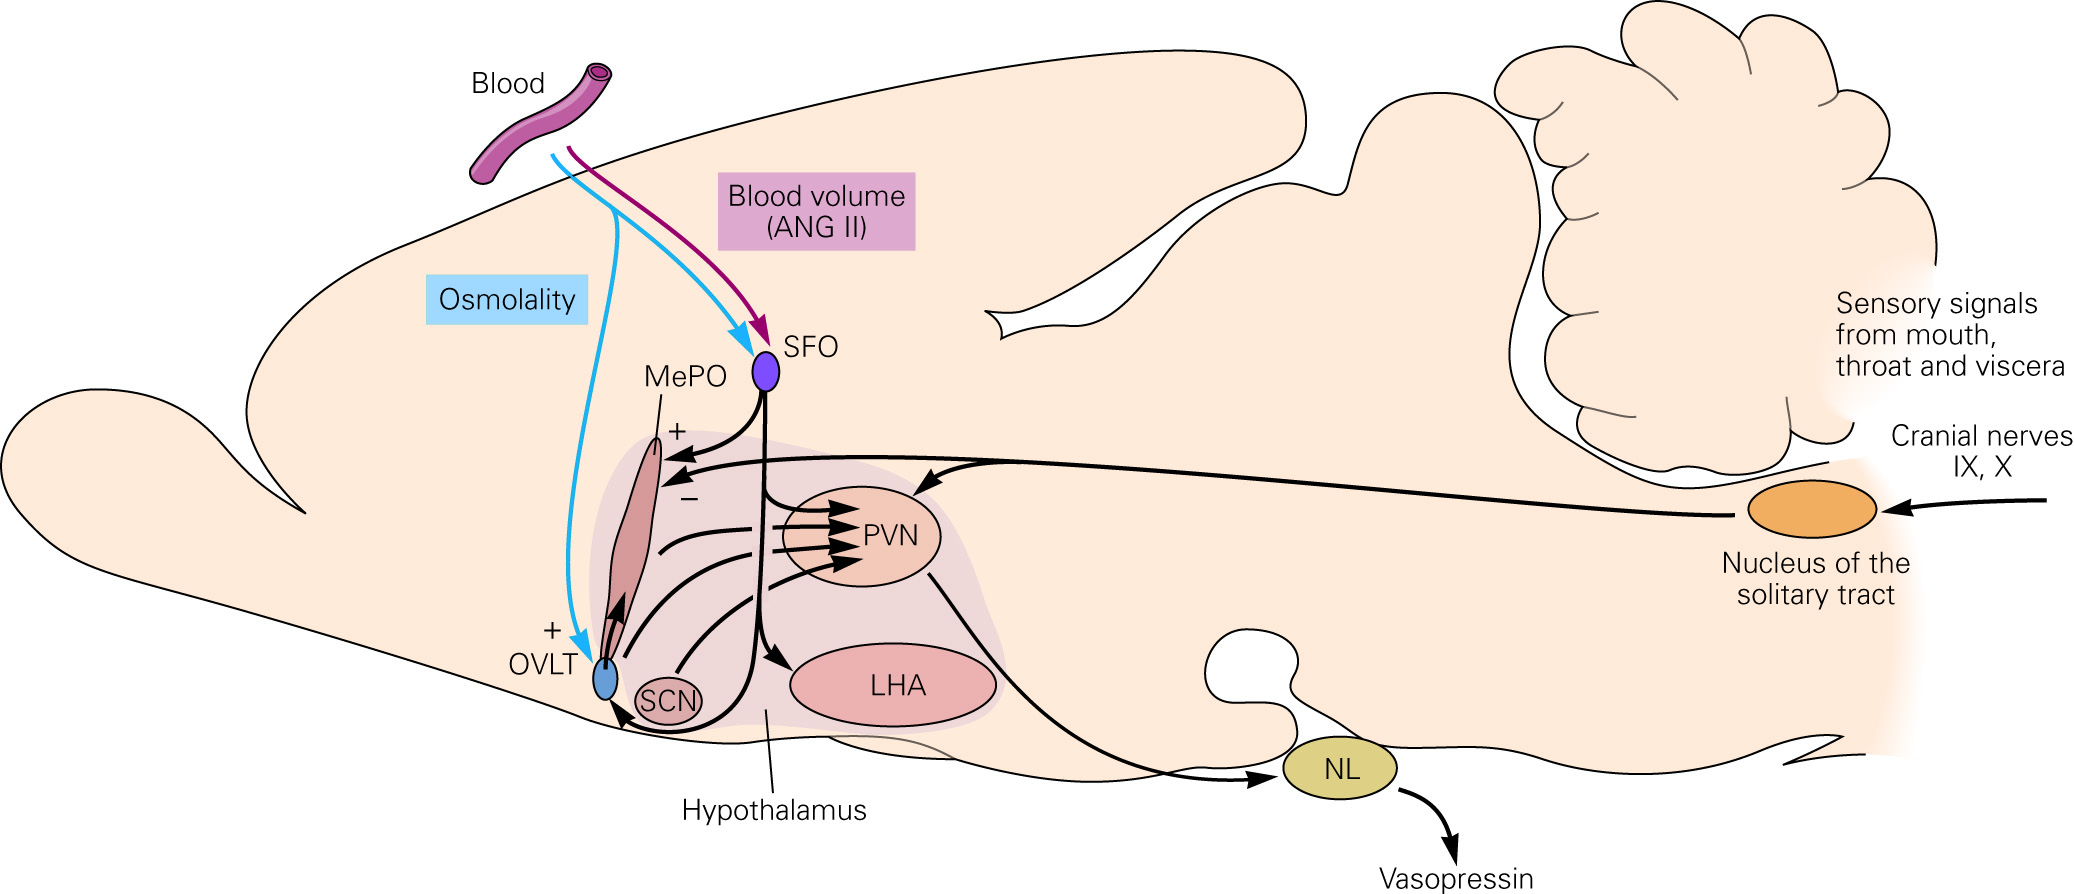 Blood
Blood volume
(ANG II)
Osmolality
SFO
MePO
+
−
PVN
+
OVLT
SCN
LHA
Hypothalamus
NL
Vasopressin
Sensory signals
from mouth,
throat and viscera
Cranial nerves
IX, X
Nucleus of the
solitary tract